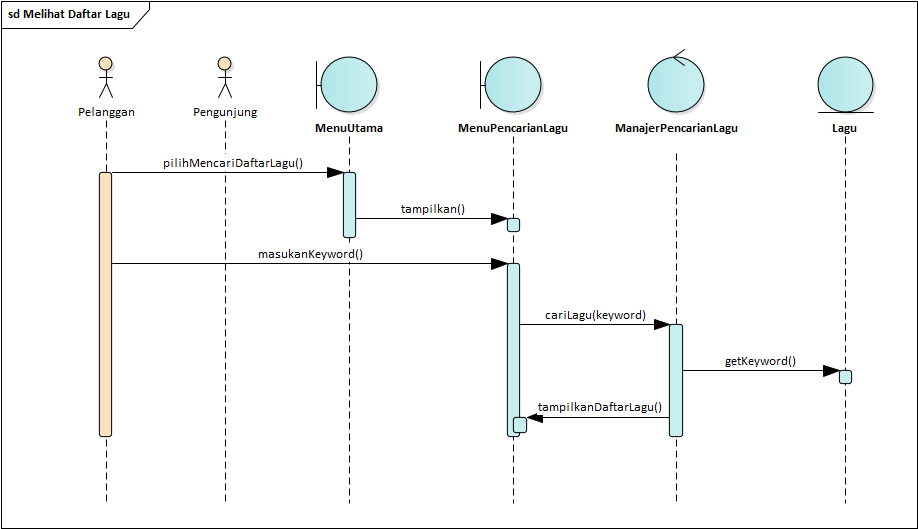 sd Melihat Daftar Lagu
Pelanggan
Pengunjung
MenuUtama
MenuPencarianLagu
ManajerPencarianLagu
Lagu
pilihMencariDaftarLagu()
tampilkan()
masukanKeyword()
cariLagu(keyword)
getKeyword()
tampilkanDaftarLagu()